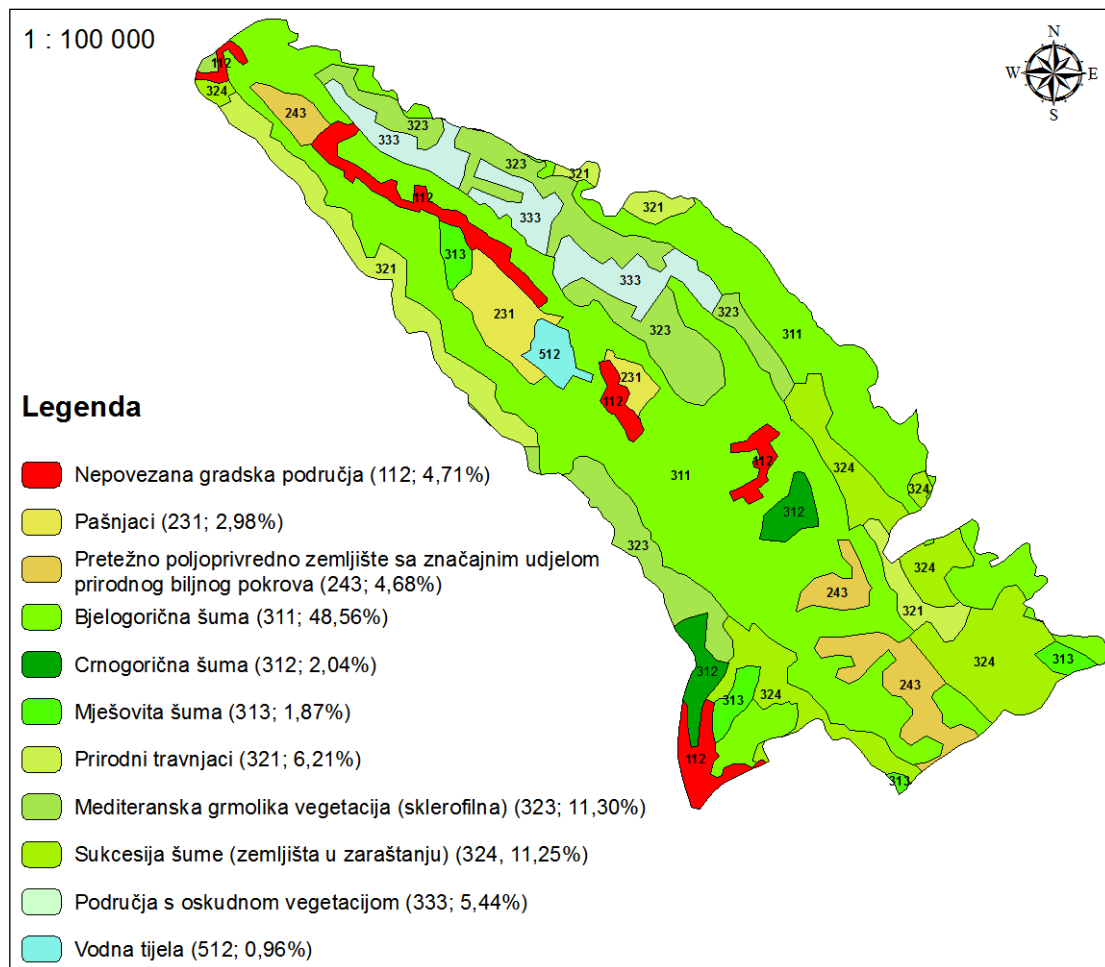 1 : 100 000
N
W E
S
112
324
243
323
333
323
321
112
333
321
313
321
333
231
323
323
311
512
231
112
112
311
324
324
312
323
243
324
321
324
313
312
243
313
324
112
313
Legenda
Nepovezana gradska područja (112; 4,71%)
Pašnjaci (231; 2,98%)
Pretežno poljoprivredno zemljište sa značajnim udjelom
prirodnog biljnog pokrova (243; 4,68%)
Bjelogorična šuma (311; 48,56%)
Crnogorična šuma (312; 2,04%)
Mješovita šuma (313; 1,87%)
Prirodni travnjaci (321; 6,21%)
Mediteranska grmolika vegetacija (sklerofilna) (323; 11,30%)
Sukcesija šume (zemljišta u zaraštanju) (324, 11,25%)
Područja s oskudnom vegetacijom (333; 5,44%)
Vodna tijela (512; 0,96%)